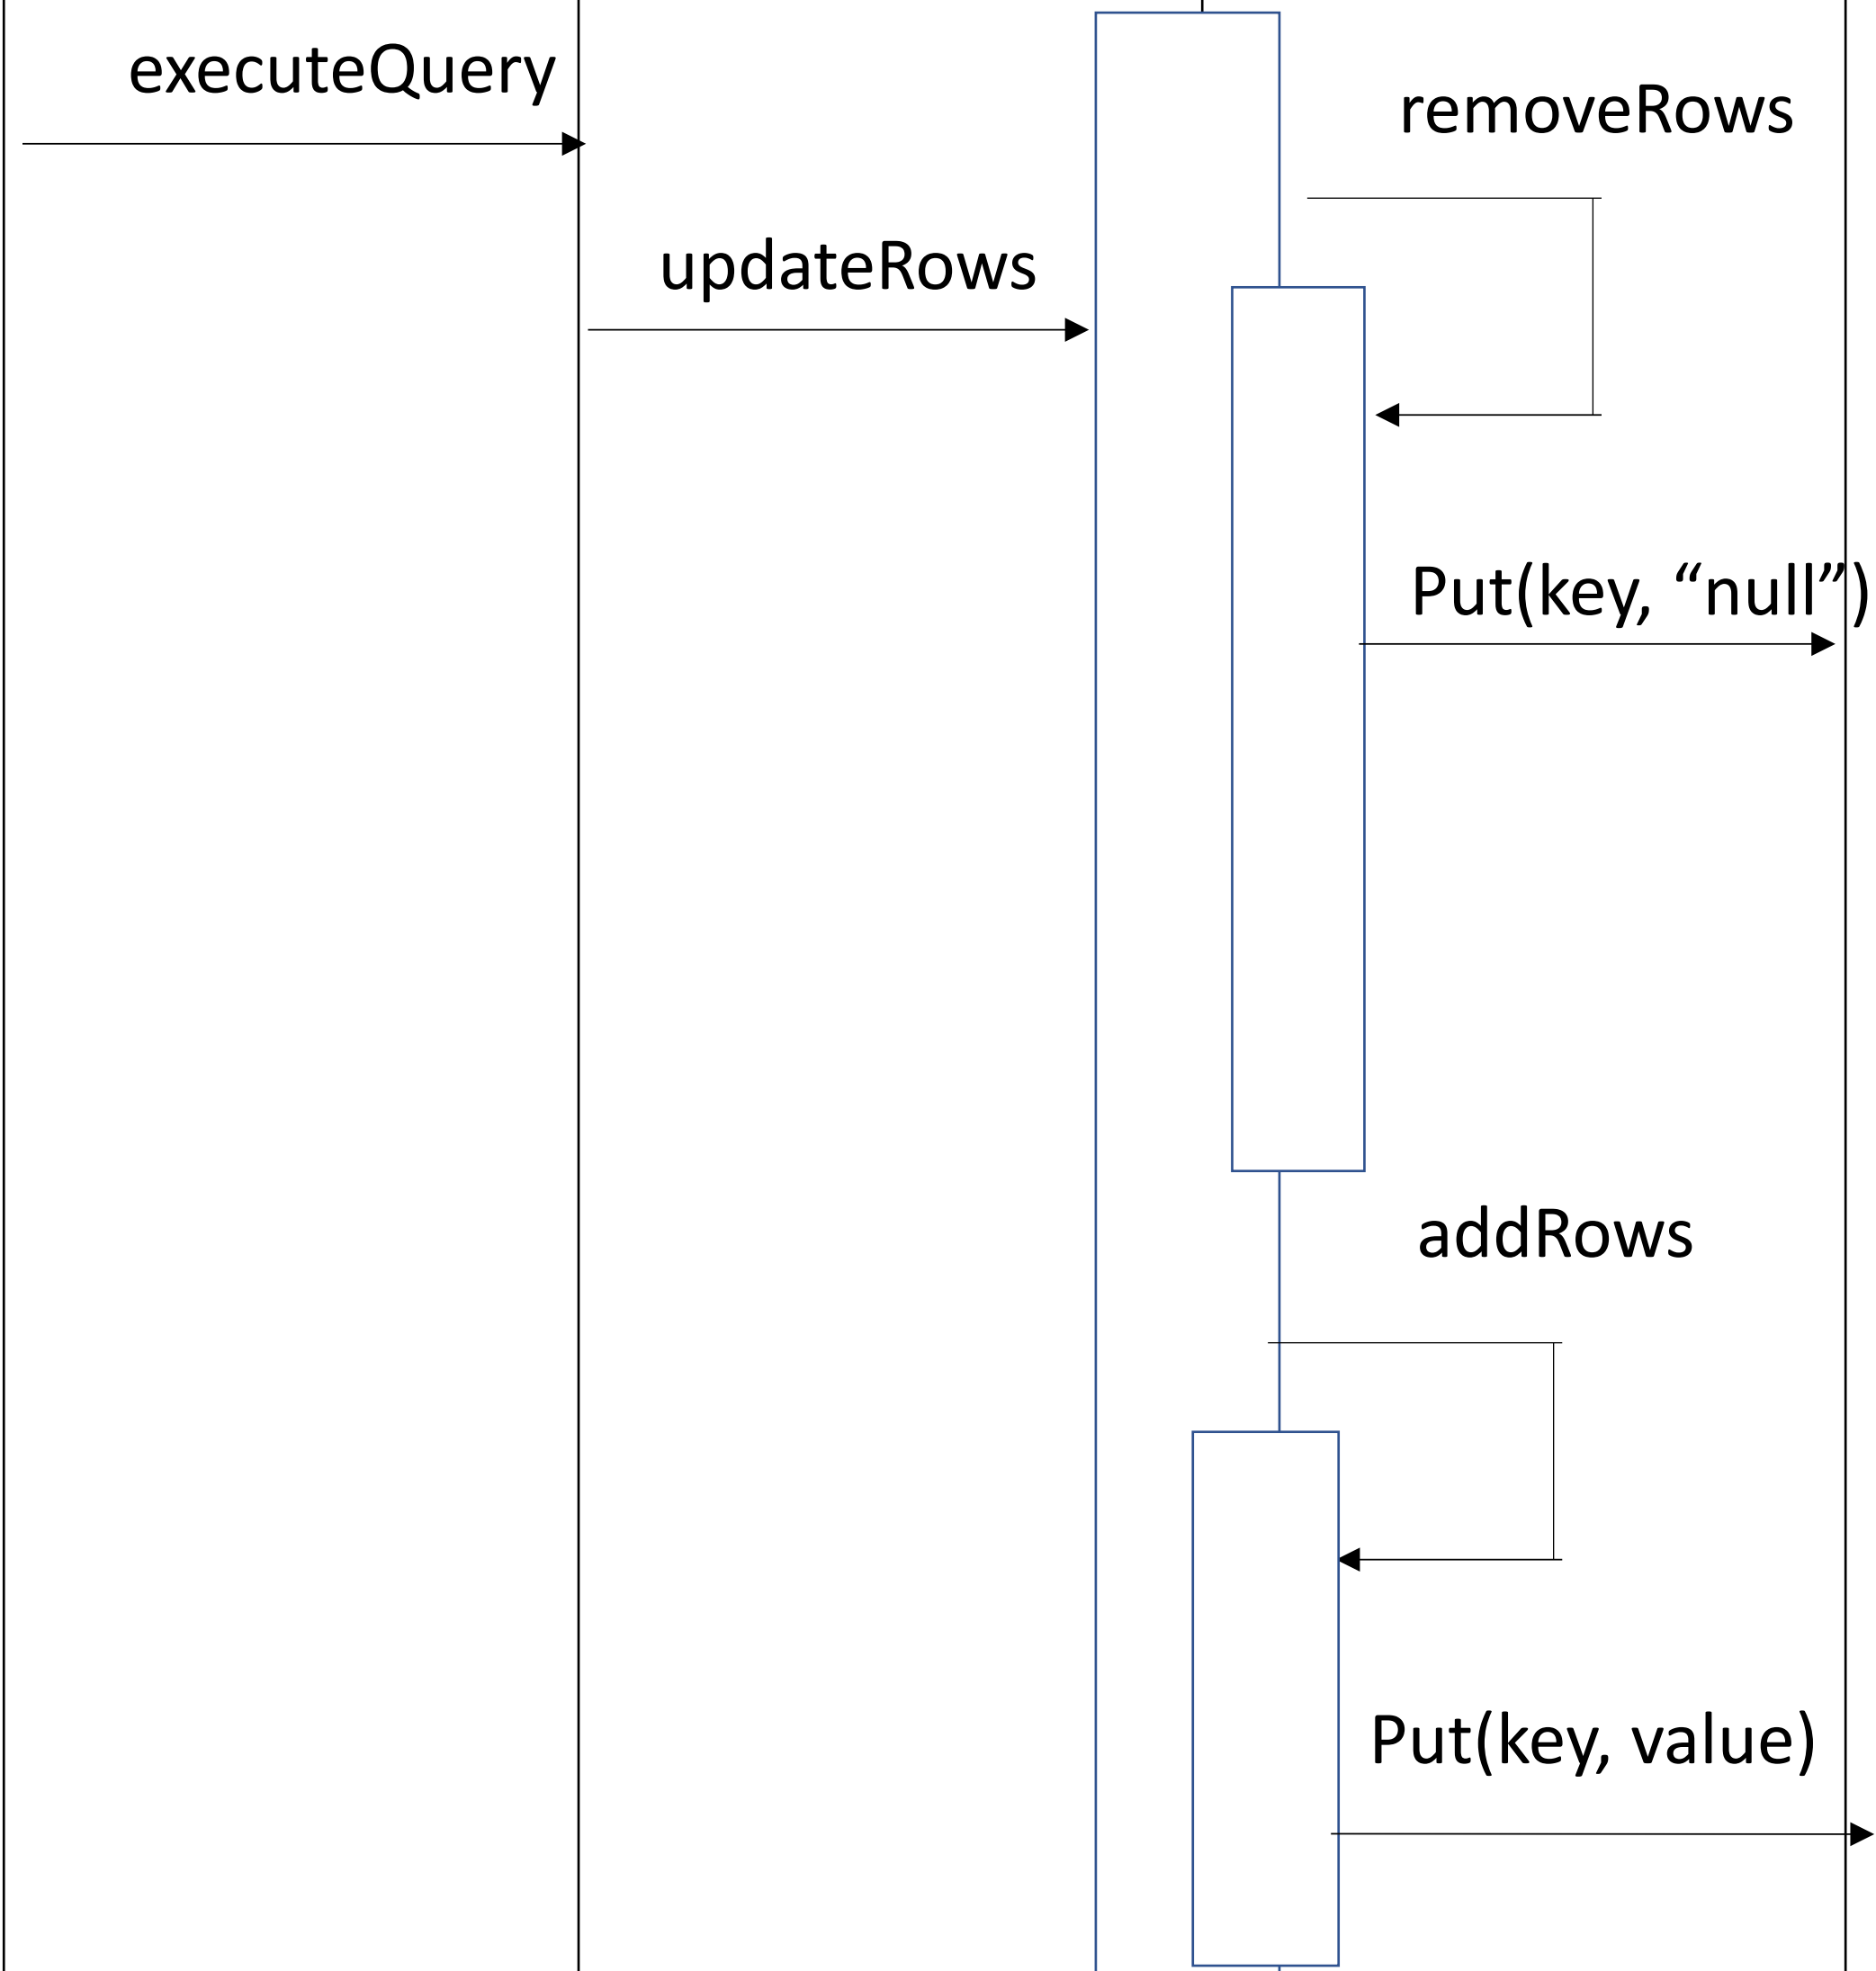 executeQuery
removeRows
updateRows
Put(key, “null”)
addRows
Put(key, value)